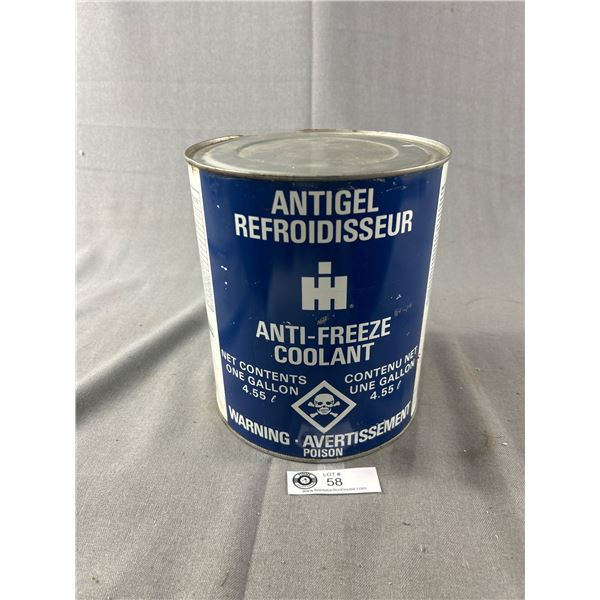 ANTIGEL
REFROIDISSEUR
IH
ANTI-FREEZE
COOLANT
NET CONTENTS
ONE GALLON
4.55 ℓ
CONTENU NET
UNE GALLON
4.55 ℓ
WARNING · AVERTISSEMENT
POISON
LOT #
58